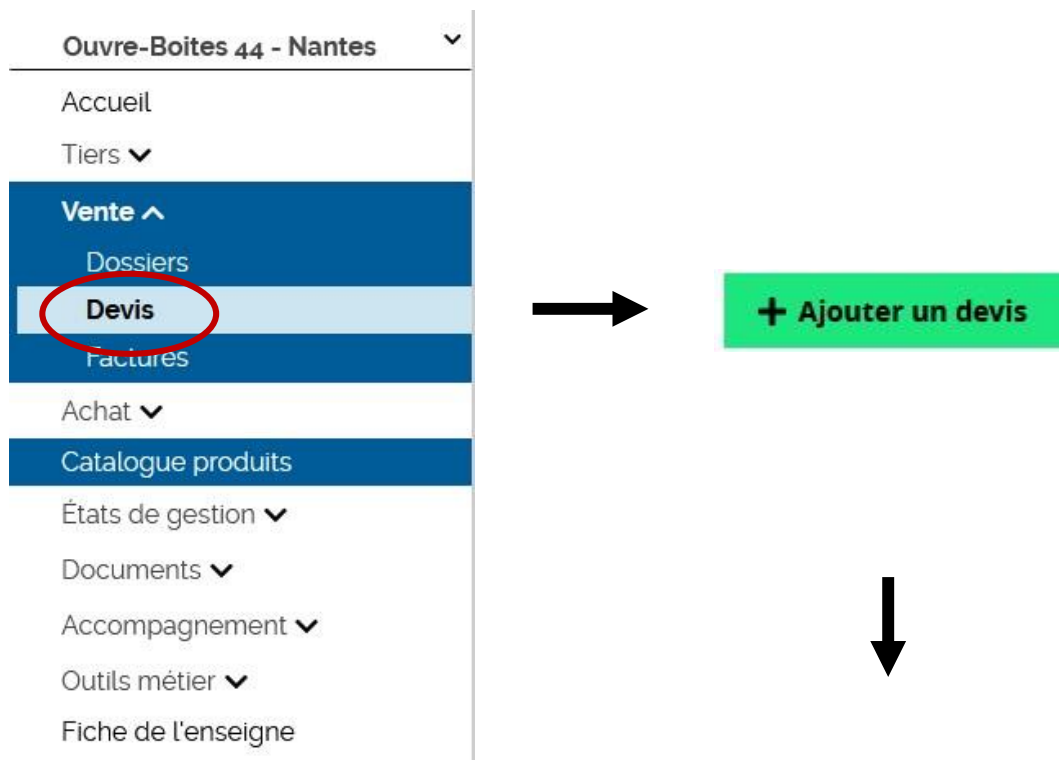 Ouvre-Boites 44 - Nantes
Accueil
Tiers
Vente
Dossiers
Devis
Factures
Achat
Catalogue produits
États de gestion
Documents
Accompagnement
Outils métier
Fiche de l'enseigne
+ Ajouter un devis